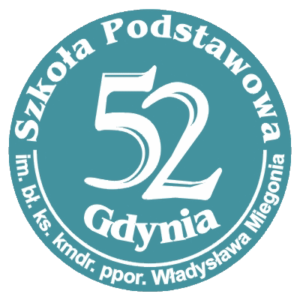 Szkoła Podstawowa
52
Gdynia
im. bł. ks. kmdr. ppor. Władysława Miegonia